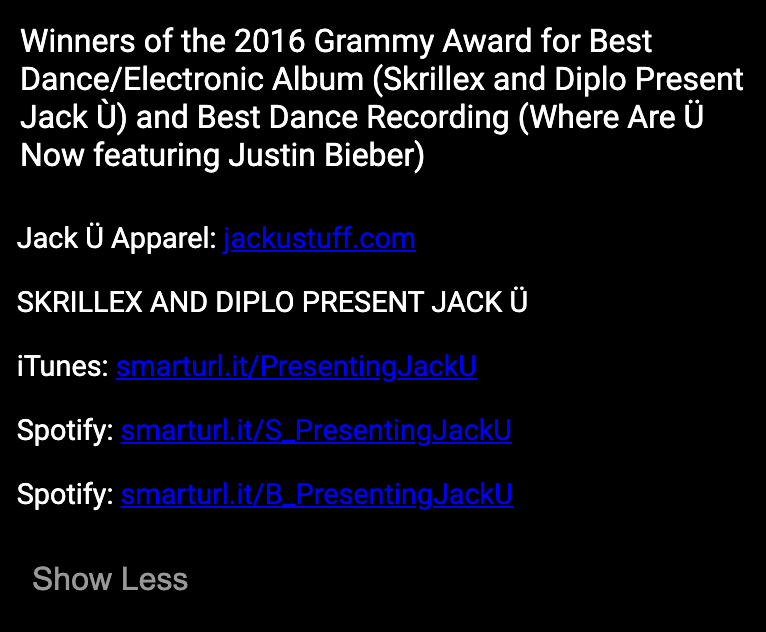 Winners of the 2016 Grammy Award for Best
Dance/Electronic Album (Skrillex and Diplo Present
Jack Ù) and Best Dance Recording (Where Are Ü
Now featuring Justin Bieber)
Jack Ü Apparel: jackustuff.com
SKRILLEX AND DIPLO PRESENT JACK Ü
iTunes: smarturl.it/PresentingJackU
Spotify: smarturl.it/S_PresentingJackU
Spotify: smarturl.it/B_PresentingJackU
Show Less